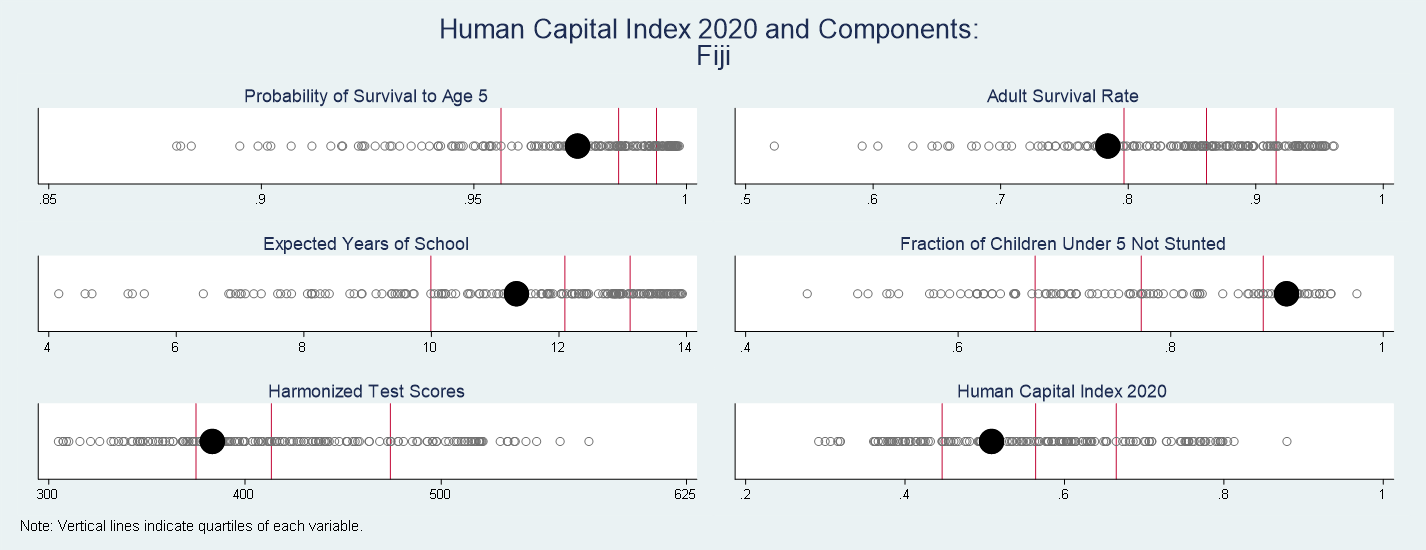 Human Capital Index 2020 and Components:
Fiji
Probability of Survival to Age 5
.85 .9 .95 1
Adult Survival Rate
.5 .6 .7 .8 .9 1
Expected Years of School
4 6 8 10 12 14
Fraction of Children Under 5 Not Stunted
.4 .6 .8 1
Harmonized Test Scores
300 400 500 625
Human Capital Index 2020
.2 .4 .6 .8 1
Note: Vertical lines indicate quartiles of each variable.